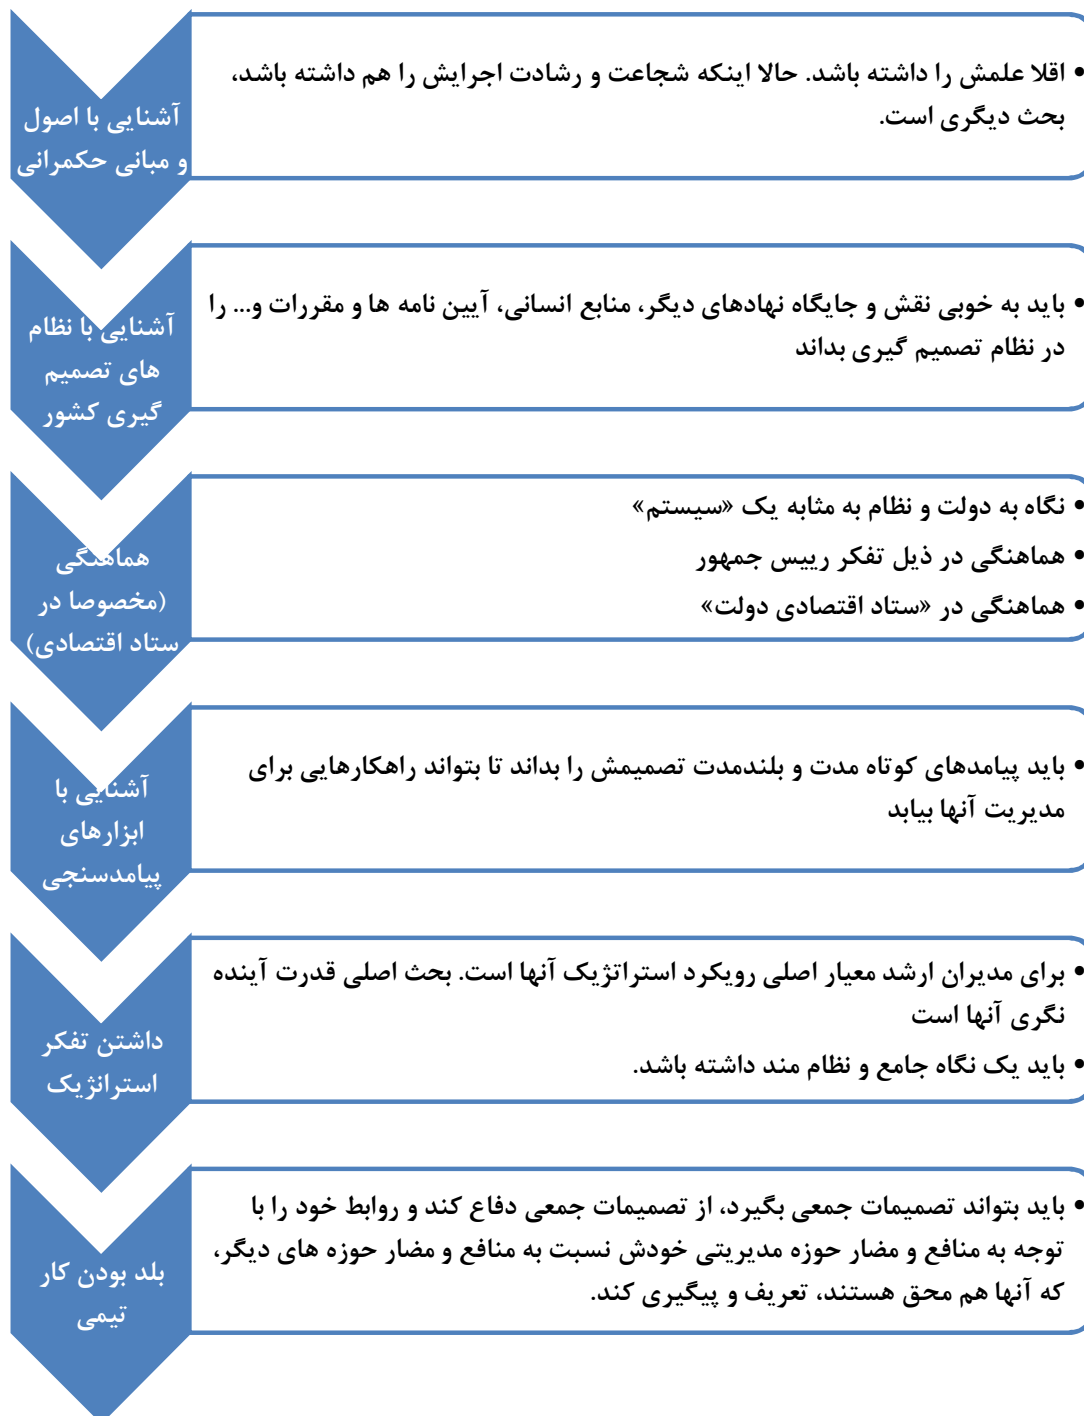 آشنایی با اصول
و مبانی حکمرانی
• اقلا علمش را داشته باشد. حالا اینکه شجاعت و رشادت اجرایش را هم داشته باشد،
بحث دیگری است.
آشنایی با نظام
های تصمیم
گیری کشور
• باید به خوبی نقش و جایگاه نهادهای دیگر، منابع انسانی، آیین نامه ها و مقررات و... را
در نظام تصمیم گیری بداند
هماهنگی
(مخصوصا در
ستاد اقتصادی)
• نگاه به دولت و نظام به مثابه یک «سیستم»
• هماهنگی در ذیل تفکر رییس جمهور
• هماهنگی در «ستاد اقتصادی دولت»
آشنایی با
ابزارهای
پیامدسنجی
• باید پیامدهای کوتاه مدت و بلندمدت تصمیمش را بداند تا بتواند راهکارهایی برای
مدیریت آنها بیابد
داشتن تفکر
استرانژیک
• برای مدیران ارشد معیار اصلی رویکرد استراتژیک آنها است. بحث اصلی قدرت آینده
نگری آنها است
• باید یک نگاه جامع و نظام مند داشته باشد.
بلد بودن کار
تیمی
• باید بتواند تصمیمات جمعی بگیرد، از تصمیمات جمعی دفاع کند و روابط خود را با
توجه به منافع و مضار حوزه مدیریتی خودش نسبت به منافع و مضار حوزه های دیگر،
که آنها هم محق هستند، تعریف و پیگیری کند.